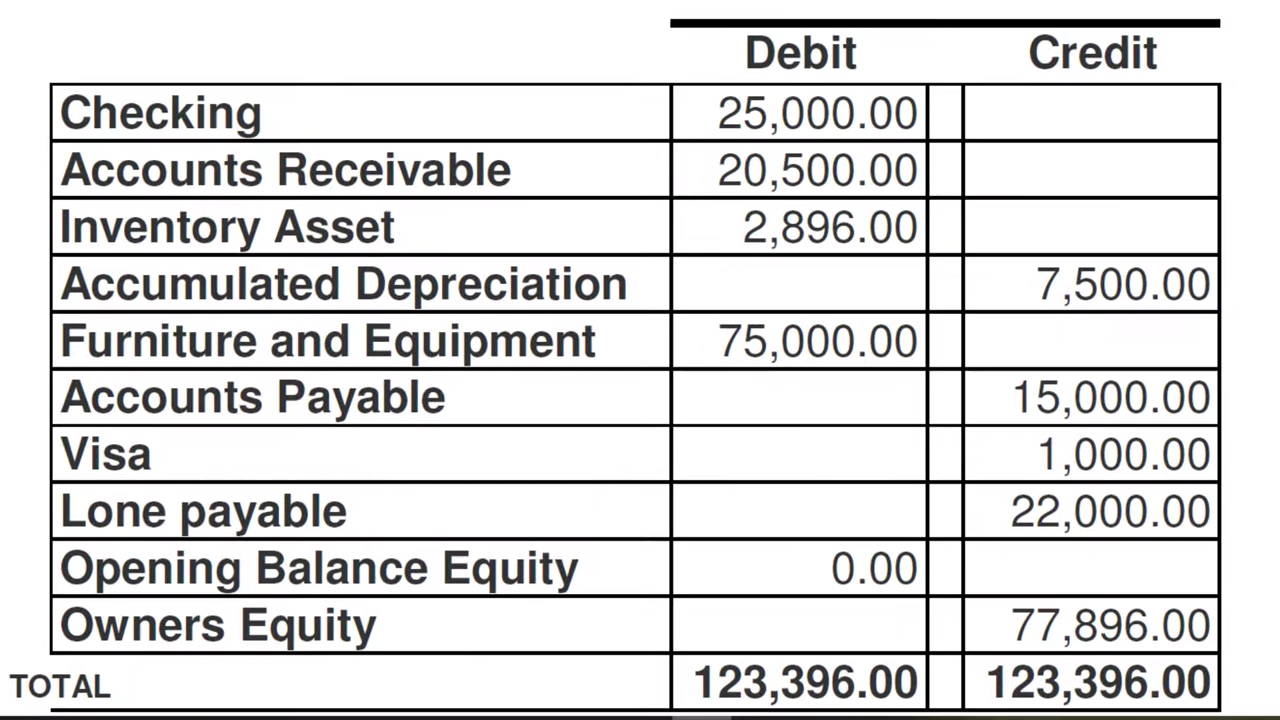 Debit Credit
Checking 25,000.00
Accounts Receivable 20,500.00
Inventory Asset 2,896.00
Accumulated Depreciation 7,500.00
Furniture and Equipment 75,000.00
Accounts Payable 15,000.00
Visa 1,000.00
Lone payable 22,000.00
Opening Balance Equity 0.00
Owners Equity 77,896.00
TOTAL 123,396.00 123,396.00